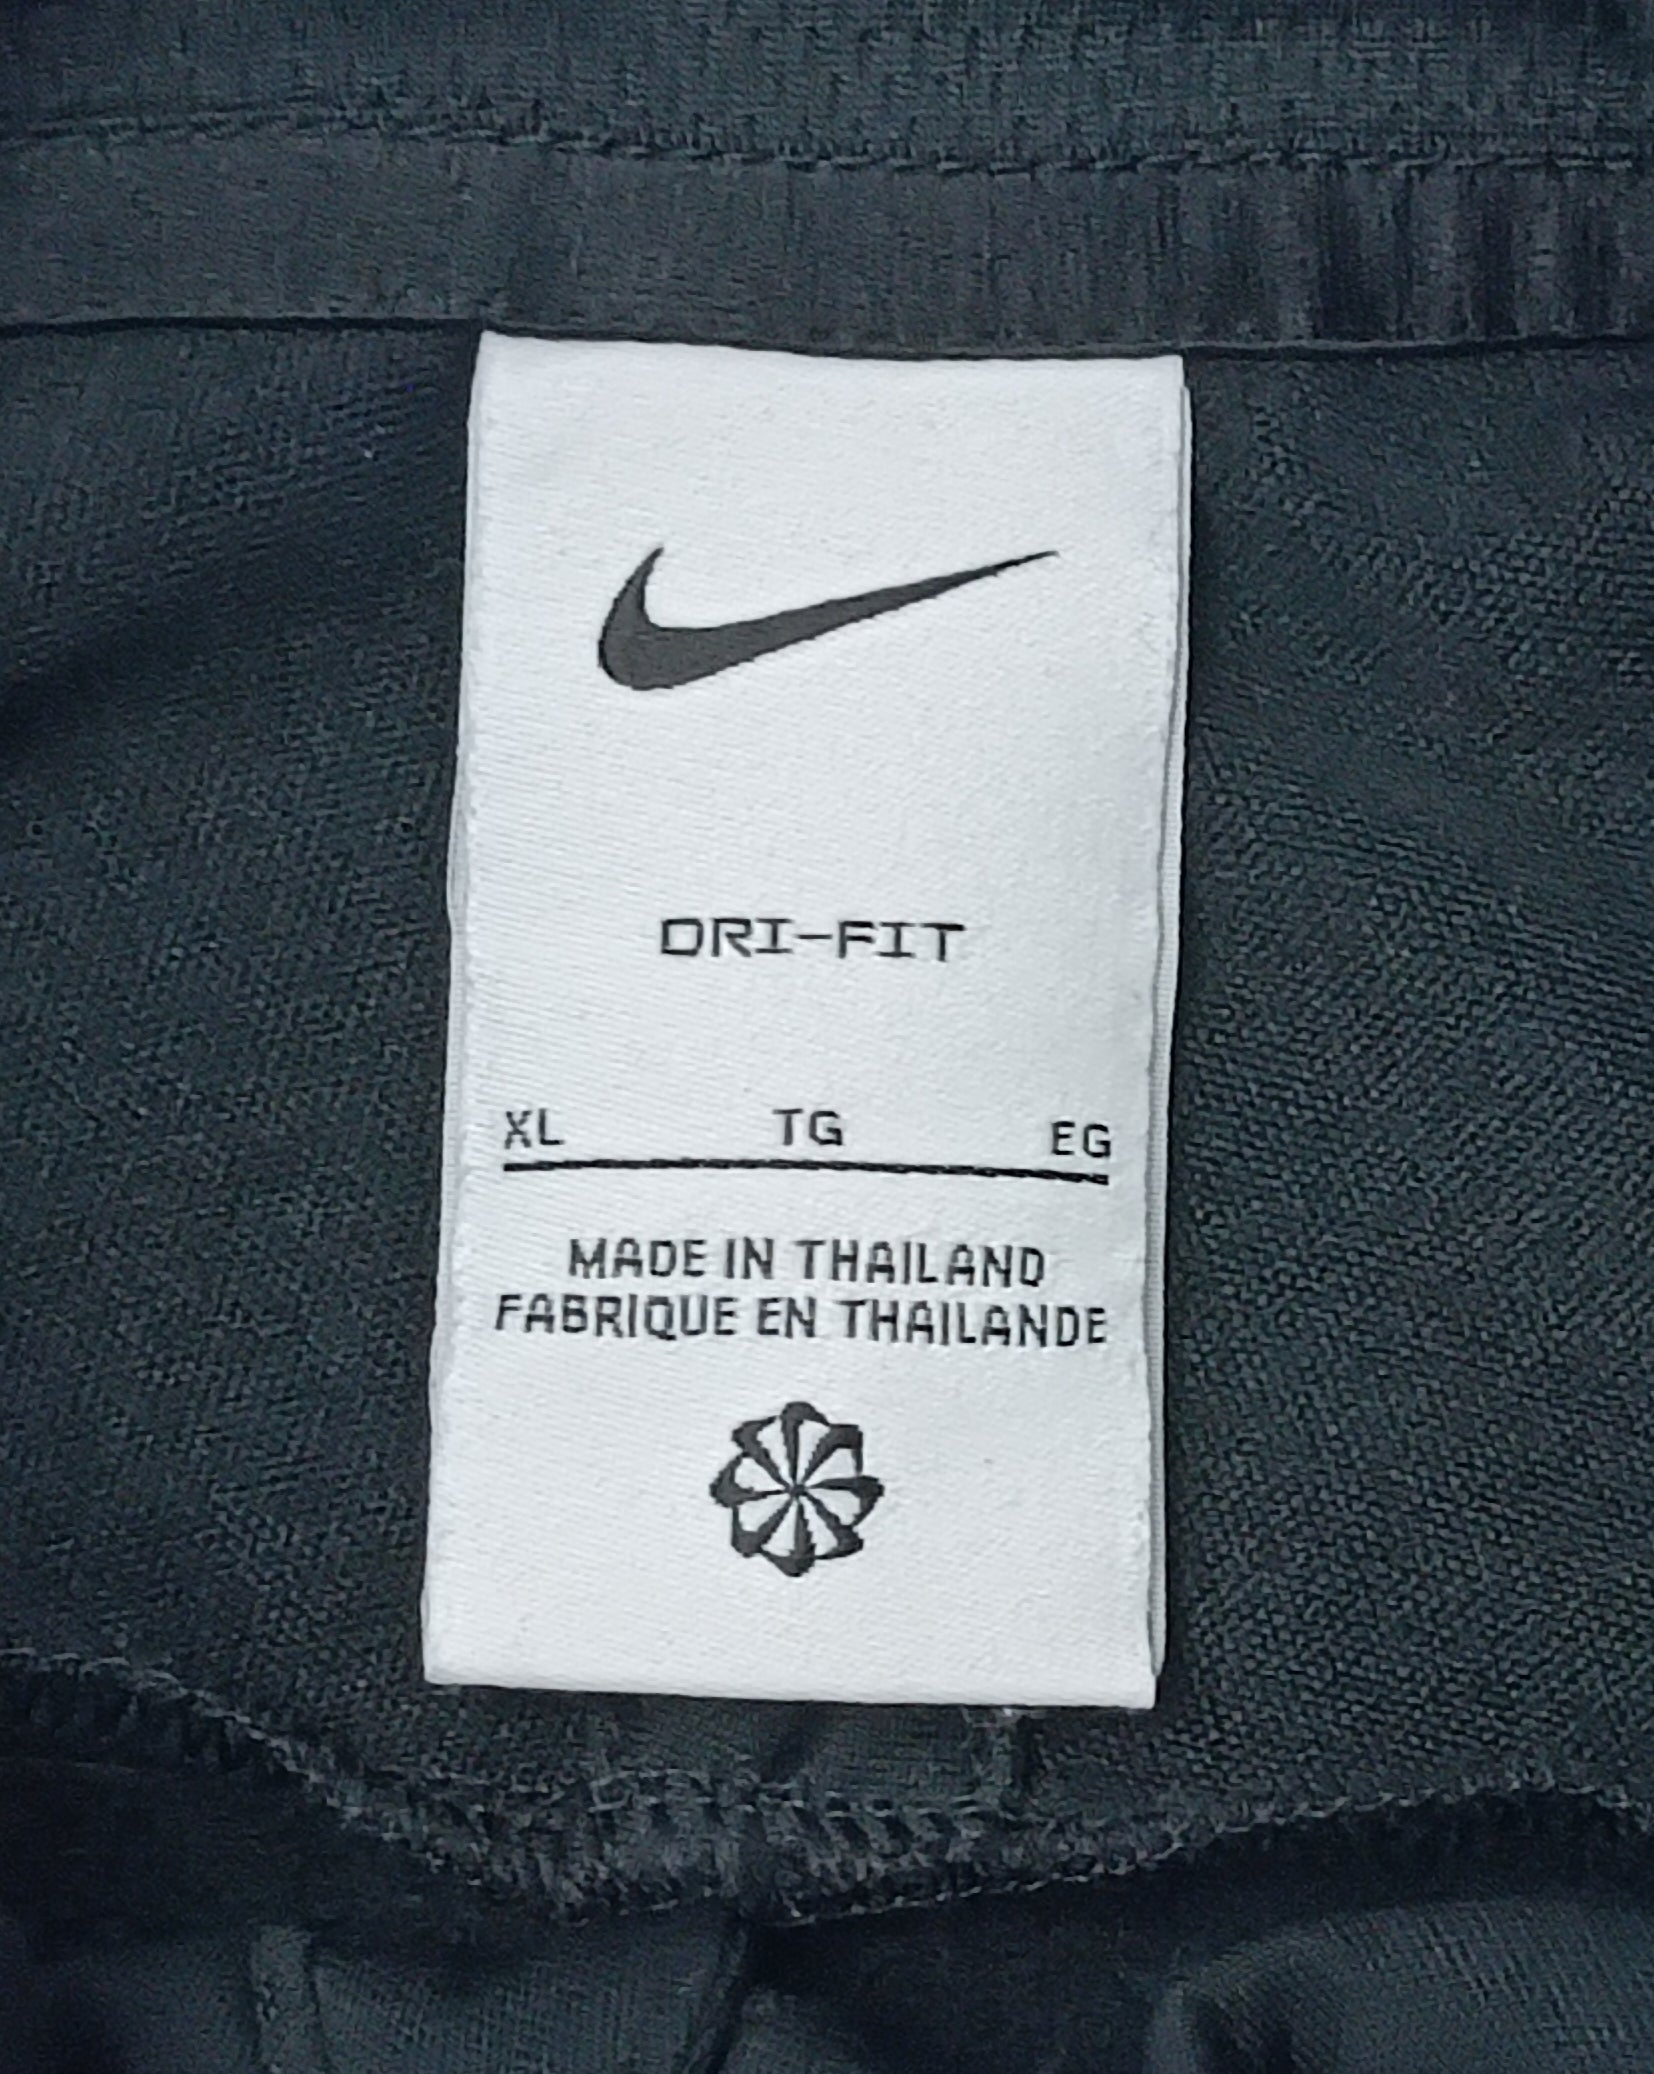 DRI-FIT
XL TG EG
MADE IN THAILAND
FABRIQUE EN THAILANDE